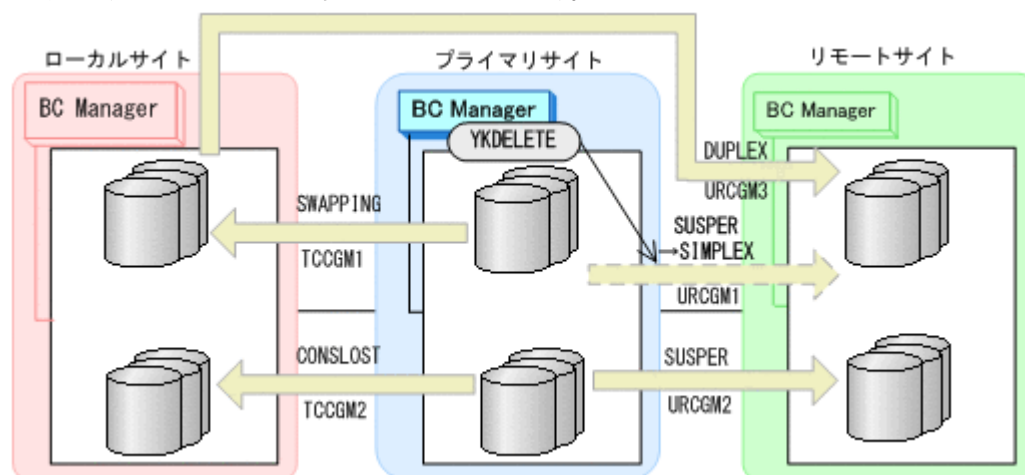 ローカルサイト
プライマリサイト
リモートサイト
BC Manager
BC Manager
BC Manager
YKDELETE
DUPLEX
URCGM3
SWAPPING
TCCGM1
SUSPER
→SIMPLEX
URCGM1
CONSLOST
TCCGM2
SUSPER
URCGM2